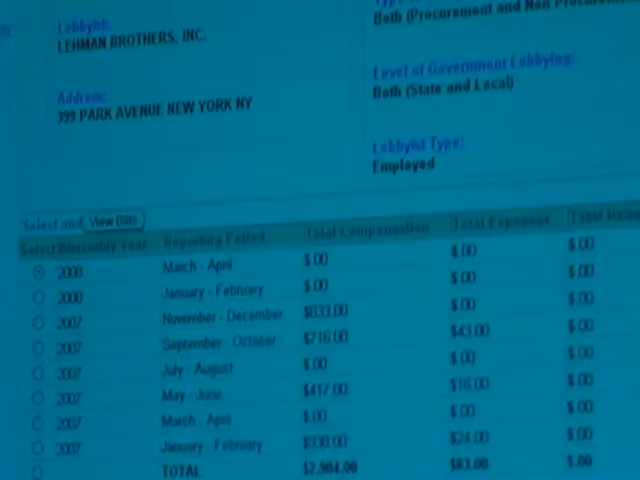 Type of
Both (Procurement and Non Procurement
Lobbyist:
LEHMAN BROTHERS, INC.
Level of Government Lobbying:
Both (State and Local)
Address:
399 PARK AVENUE NEW YORK NY
Lobbyist Type:
Employed
Select and View Bills
Select Bimonthly Year Reporting Period Total Compensation Total Expenses Total
2008 March - April $.00 $.00 $.00
2008 January - February $.00 $.00 $.00
2007 November - December $833.00 $.00 $.00
2007 September - October $716.00 $43.00 $.00
2007 July - August $.00 $.00 $.00
2007 May - June $417.00 $16.00 $.00
2007 March - April $.00 $.00 $.00
2007 January - February $24.00 $.00
TOTAL $2,904.00 $83.00 $.00